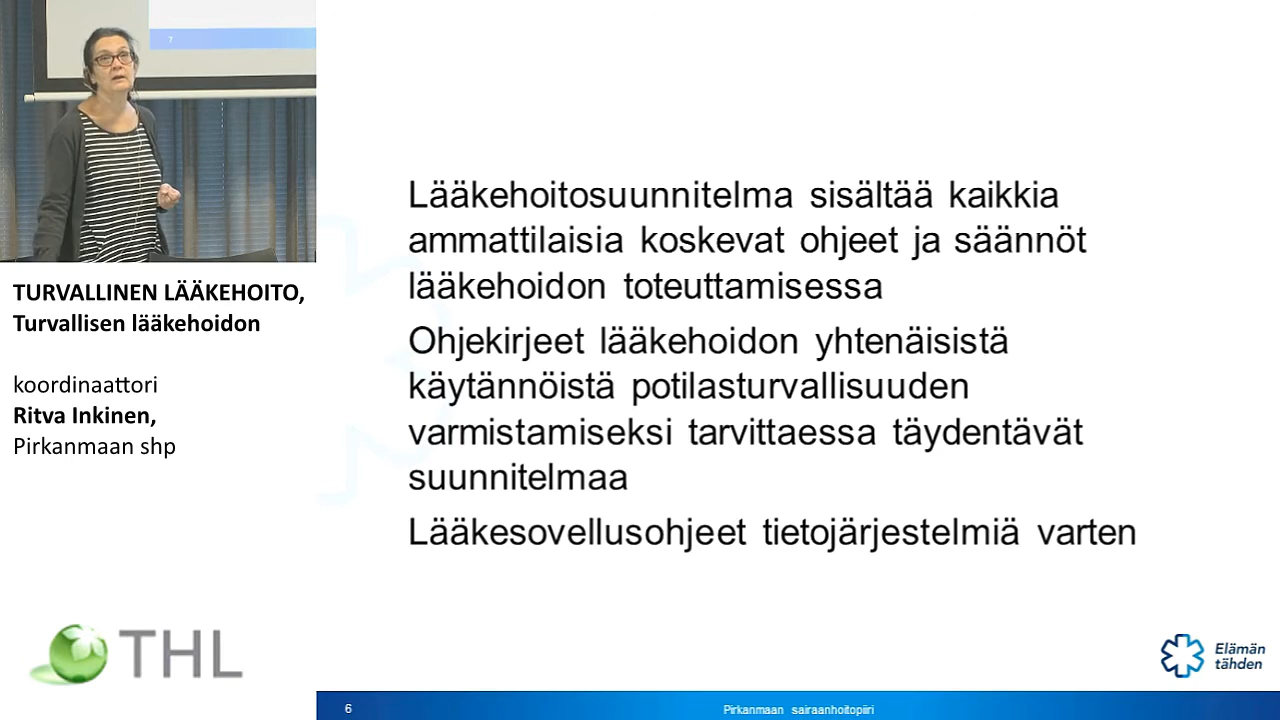 7
TURVALLINEN LÄÄKEHOITO,
Turvallisen lääkehoidon
koordinaattori
Ritva Inkinen,
Pirkanmaan shp
THL
Lääkehoitosuunnitelma sisältää kaikkia
ammattilaisia koskevat ohjeet ja säännöt
lääkehoidon toteuttamisessa
Ohjekirjeet lääkehoidon yhtenäisistä
käytännöistä potilasturvallisuuden
varmistamiseksi tarvittaessa täydentävät
suunnitelmaa
Lääkesovellusohjeet tietojärjestelmiä varten
Elämän
tähden
6
Pirkanmaan sairaanhoitopiiri